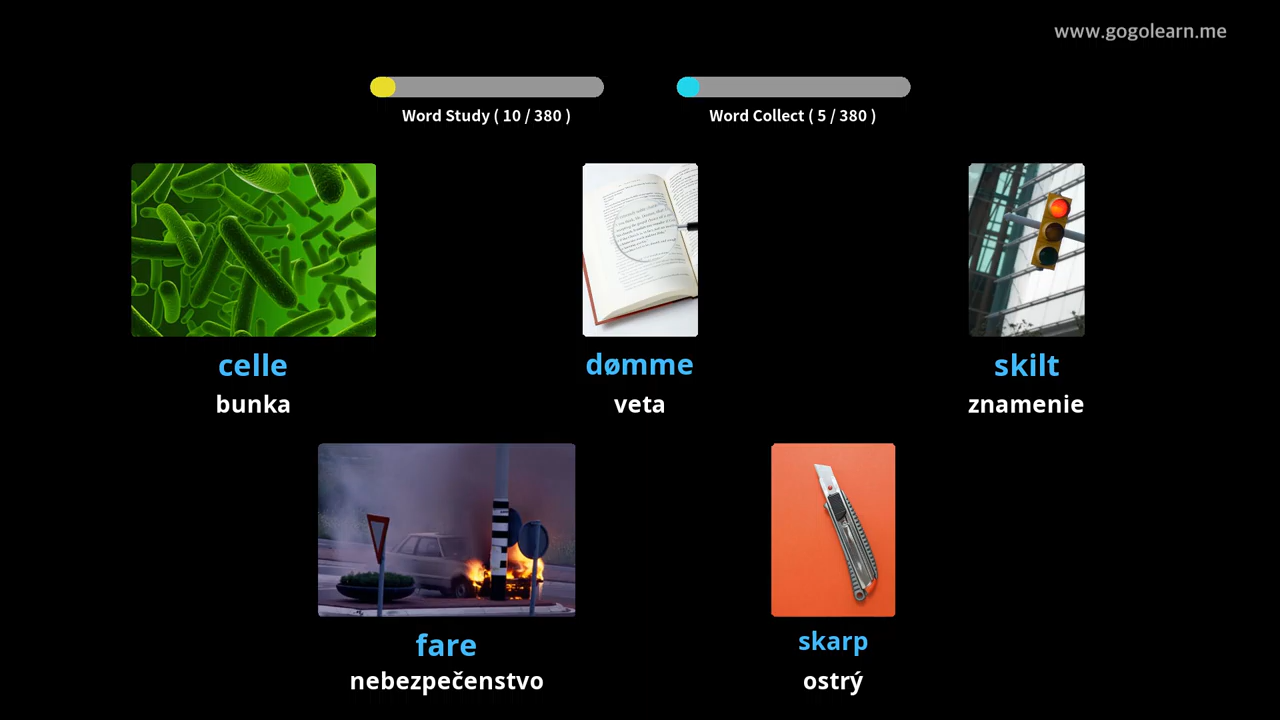 www.gogolearn.me
Word Study ( 10 / 380 )
Word Collect ( 5 / 380 )
celle
bunka
dømme
veta
skilt
znamenie
fare
nebezpečenstvo
skarp
ostrý